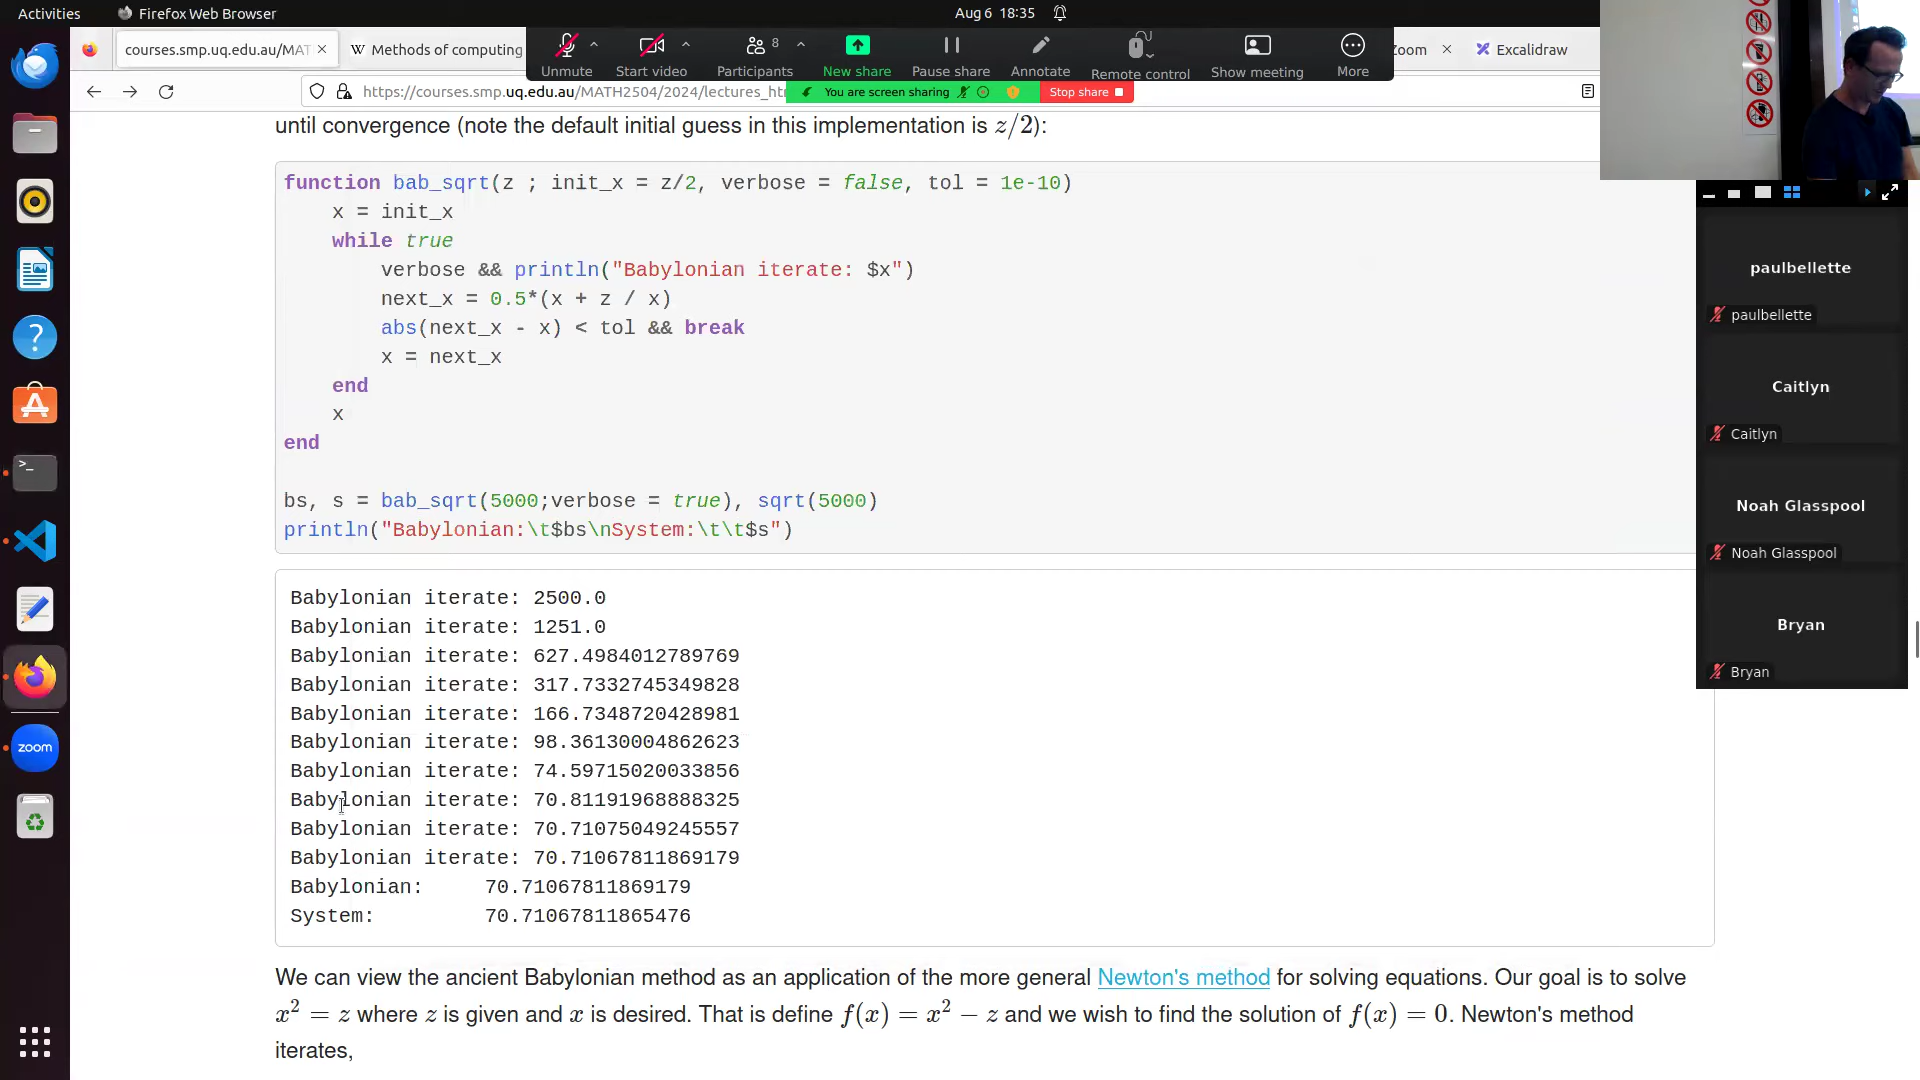 Activities
Firefox Web Browser
Aug 6 18:35
courses.smp.uq.edu.au/MAT
Methods of computing
Zoom
Excalidraw
Unmute
Start video
8
Participants
New share
Pause share
Annotate
Remote control
Show meeting
More
https://courses.smp.uq.edu.au/MATH2504/2024/lectures_ht
You are screen sharing
Stop share
until convergence (note the default initial guess in this implementation is z/2):
function bab_sqrt(z ; init_x = z/2, verbose = false, tol = 1e-10)
    x = init_x
    while true
        verbose && println("Babylonian iterate: $x")
        next_x = 0.5*(x + z / x)
        abs(next_x - x) < tol && break
        x = next_x
    end
    x
end
bs, s = bab_sqrt(5000;verbose = true), sqrt(5000)
println("Babylonian:\t$bs\nSystem:\t\t$s")
Babylonian iterate: 2500.0
Babylonian iterate: 1251.0
Babylonian iterate: 627.4984012789769
Babylonian iterate: 317.7332745349828
Babylonian iterate: 166.7348720428981
Babylonian iterate: 98.36130004862623
Babylonian iterate: 74.59715020033856
Babylonian iterate: 70.81191968888325
Babylonian iterate: 70.71075049245557
Babylonian iterate: 70.71067811869179
Babylonian:	70.71067811869179
System:		70.71067811865476
We can view the ancient Babylonian method as an application of the more general Newton's method for solving equations. Our goal is to solve
x² = z where z is given and x is desired. That is define f(x) = x² − z and we wish to find the solution of f(x) = 0. Newton's method
iterates,
paulbellette
paulbellette
Caitlyn
Caitlyn
Noah Glasspool
Noah Glasspool
Bryan
Bryan
zoom